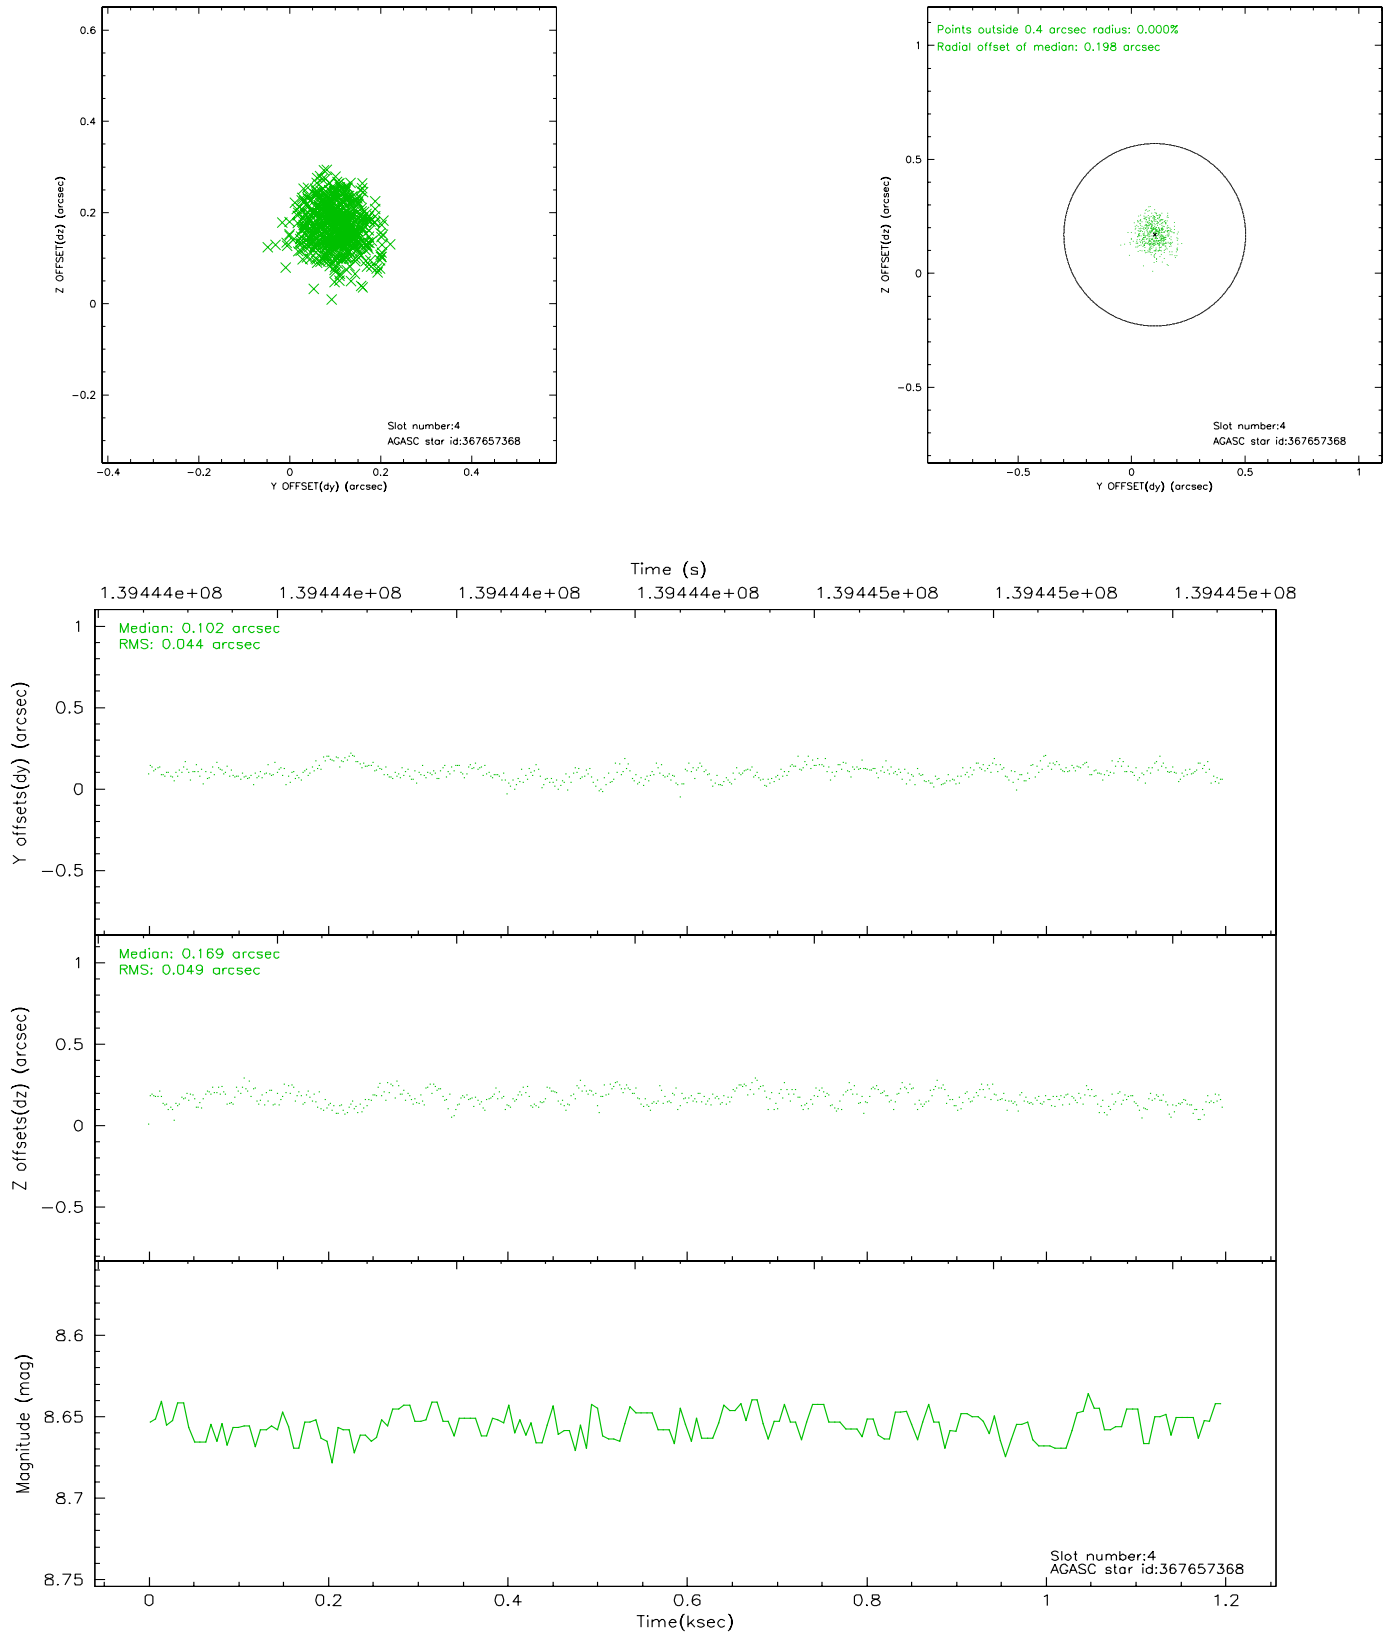 0.6
0.4
0.2
0
−0.2
Z OFFSET(dz) (arcsec)
Slot number:4
AGASC star id:367657368
−0.4 −0.2 0 0.2 0.4
Y OFFSET(dy) (arcsec)
Points outside 0.4 arcsec radius: 0.000%
Radial offset of median: 0.198 arcsec
1
0.5
0
−0.5
Z OFFSET(dz) (arcsec)
Slot number:4
AGASC star id:367657368
−0.5 0 0.5 1
Y OFFSET(dy) (arcsec)
Time (s)
1.39444e+08 1.39444e+08 1.39444e+08 1.39444e+08 1.39445e+08 1.39445e+08 1.39445e+08
Median: 0.102 arcsec
RMS: 0.044 arcsec
1
0.5
0
−0.5
Y offsets(dy) (arcsec)
Median: 0.169 arcsec
RMS: 0.049 arcsec
1
0.5
0
−0.5
Z offsets(dz) (arcsec)
8.6
8.65
8.7
8.75
Magnitude (mag)
Slot number:4
AGASC star id:367657368
0 0.2 0.4 0.6 0.8 1 1.2
Time(ksec)